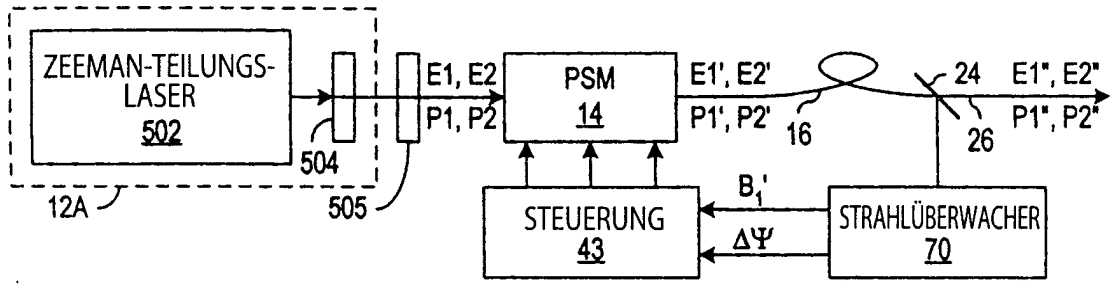 ZEEMAN-TEILUNGS-
LASER
502
504
12A
505
E1, E2
P1, P2
PSM
14
E1', E2'
P1', P2'
16
24
26
E1", E2"
P1", P2"
STEUERUNG
43
B₁'
ΔΨ
STRAHLÜBERWACHER
70